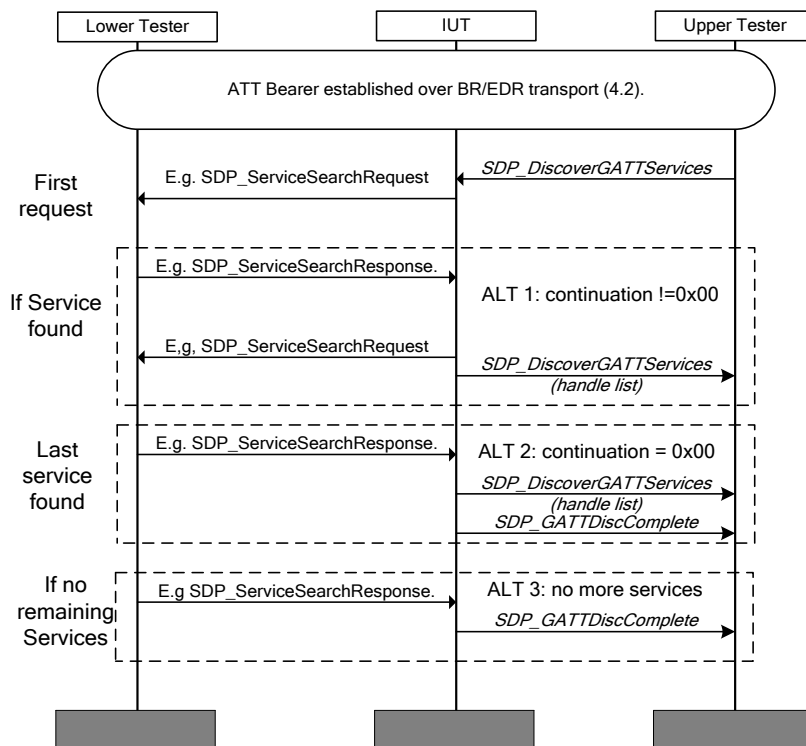 Lower Tester
IUT
Upper Tester
ATT Bearer established over BR/EDR transport (4.2).
First
request
E.g. SDP_ServiceSearchRequest
SDP_DiscoverGATTServices
If Service
found
E.g. SDP_ServiceSearchResponse.
ALT 1: continuation !=0x00
E,g, SDP_ServiceSearchRequest
SDP_DiscoverGATTServices
(handle list)
Last
service
found
E.g. SDP_ServiceSearchResponse.
ALT 2: continuation = 0x00
SDP_DiscoverGATTServices
(handle list)
SDP_GATTDiscComplete
If no
remaining
Services
E.g SDP_ServiceSearchResponse.
ALT 3: no more services
SDP_GATTDiscComplete